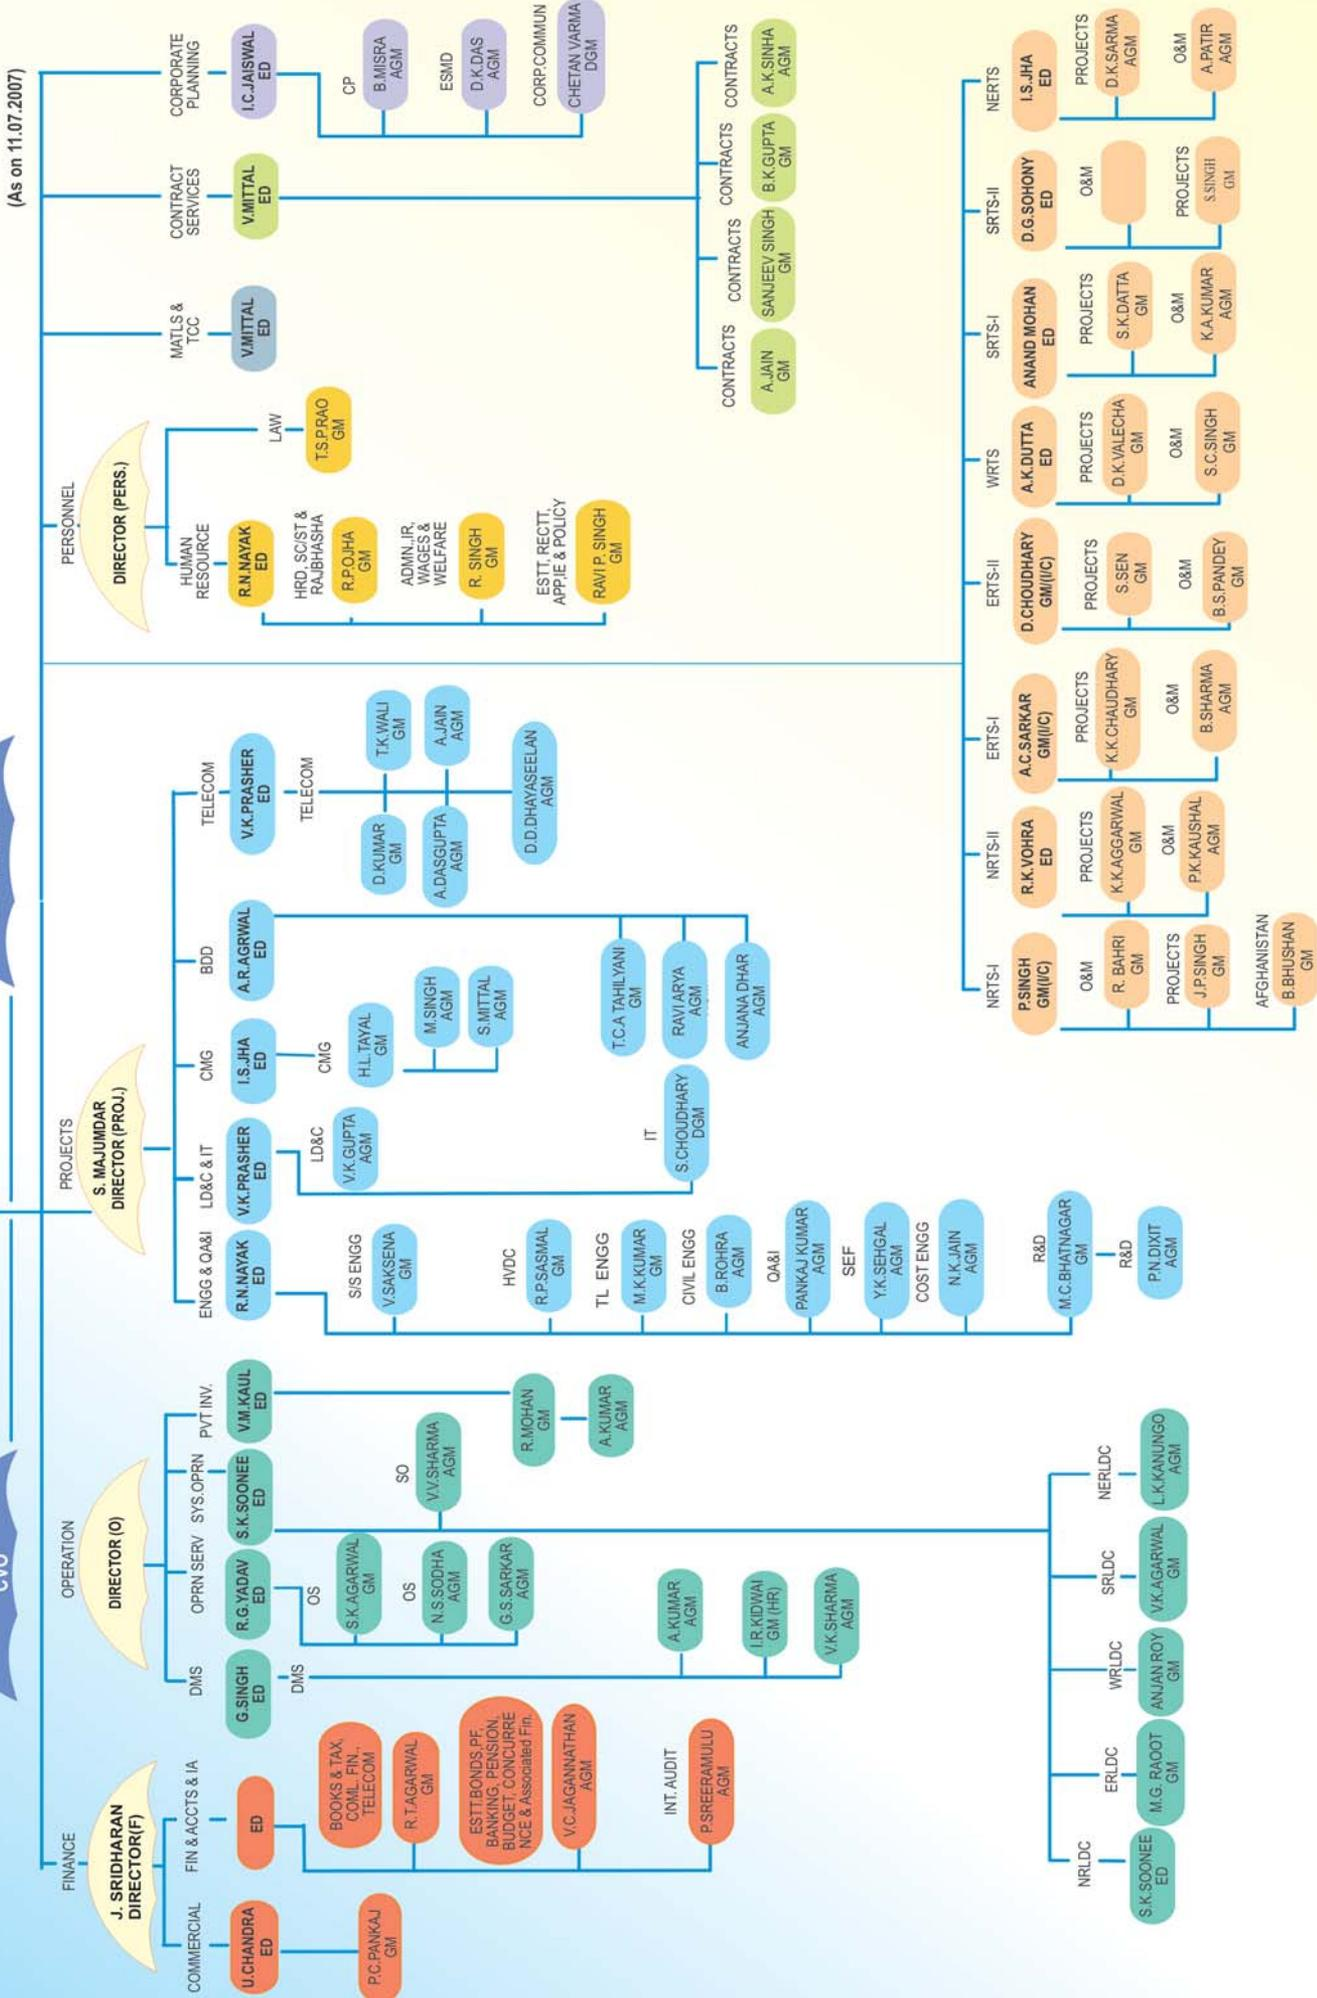 (As on 11.07.2007)
CVO
FINANCE
J. SRIDHARAN
DIRECTOR(F)
COMMERCIAL
U.CHANDRA
ED
P.C.PANKAJ
GM
FIN & ACCTS & IA
ED
BOOKS & TAX,
COML. FIN.,
TELECOM
R.T.AGARWAL
GM
ESTT.BONDS,PF,
BANKING, PENSION,
BUDGET, CONCURRE
NCE & Associated Fin.
V.C.JAGANNATHAN
AGM
INT. AUDIT
P.SREERAMULU
AGM
OPERATION
DIRECTOR (O)
DMS
G.SINGH
ED
DMS
A.KUMAR
AGM
I.R.KIDWAI
GM (HR)
V.K.SHARMA
AGM
OPRN SERV
R.G.YADAV
ED
OS
S.K.AGARWAL
GM
OS
N.S.SODHA
AGM
G.S.SARKAR
AGM
SYS.OPRN
S.K.SOONEE
ED
SO
V.V.SHARMA
AGM
NRLDC
S.K.SOONEE
ED
ERLDC
M.G. RAOOT
GM
WRLDC
ANJAN ROY
GM
SRLDC
V.K.AGARWAL
GM
NERLDC
L.K.KANUNGO
AGM
PVT INV.
V.M.KAUL
ED
R.MOHAN
GM
A.KUMAR
AGM
PROJECTS
S. MAJUMDAR
DIRECTOR (PROJ.)
ENGG & QA&I
R.N.NAYAK
ED
S/S ENGG
V.SAKSENA
GM
HVDC
R.P.SASMAL
GM
TL ENGG
M.K.KUMAR
GM
CIVIL ENGG
B.ROHRA
AGM
QA&I
PANKAJ KUMAR
AGM
SEF
Y.K.SEHGAL
AGM
COST ENGG
N.K.JAIN
AGM
R&D
M.C.BHATNAGAR
GM
R&D
P.N.DIXIT
AGM
LD&C & IT
V.K.PRASHER
ED
LD&C
V.K.GUPTA
AGM
IT
S.CHOUDHARY
DGM
CMG
I.S.JHA
ED
CMG
H.L.TAYAL
GM
M.SINGH
AGM
S.MITTAL
AGM
BDD
A.R.AGRWAL
ED
T.C.A TAHILYANI
GM
RAVI ARYA
AGM
ANJANA DHAR
AGM
TELECOM
V.K.PRASHER
ED
TELECOM
D.KUMAR
GM
T.K.WALI
GM
A.DASGUPTA
AGM
A.JAIN
AGM
D.D.DHAYASEELAN
AGM
PERSONNEL
DIRECTOR (PERS.)
HUMAN
RESOURCE
R.N.NAYAK
ED
HRD, SC/ST &
RAJBHASHA
R.P.OJHA
GM
ADMN.,IR,
WAGES &
WELFARE
R. SINGH
GM
ESTT, RECTT,
APP,IE & POLICY
RAVI P. SINGH
GM
LAW
T.S.P.RAO
GM
MATLS &
TCC
V.MITTAL
ED
CONTRACT
SERVICES
V.MITTAL
ED
CONTRACTS
A.JAIN
GM
CONTRACTS
SANJEEV SINGH
GM
CONTRACTS
B.K.GUPTA
GM
CONTRACTS
A.K.SINHA
AGM
CORPORATE
PLANNING
I.C.JAISWAL
ED
CP
B.MISRA
AGM
ESMD
D.K.DAS
AGM
CORP.COMMUN
CHETAN VARMA
DGM
NRTS-I
P.SINGH
GM(I/C)
O&M
R. BAHRI
GM
PROJECTS
J.P.SINGH
GM
AFGHANISTAN
B.BHUSHAN
GM
NRTS-II
R.K.VOHRA
ED
PROJECTS
K.K.AGGARWAL
GM
O&M
P.K.KAUSHAL
AGM
ERTS-I
A.C.SARKAR
GM(I/C)
PROJECTS
K.K.CHAUDHARY
GM
O&M
B.SHARMA
AGM
ERTS-II
D.CHOUDHARY
GM(I/C)
PROJECTS
S.SEN
GM
O&M
B.S.PANDEY
GM
WRTS
A.K.DUTTA
ED
PROJECTS
D.K.VALECHA
GM
O&M
S.C.SINGH
GM
SRTS-I
ANAND MOHAN
ED
PROJECTS
S.K.DATTA
GM
O&M
K.A.KUMAR
AGM
SRTS-II
D.G.SOHONY
ED
O&M
PROJECTS
S.SINGH
GM
NERTS
I.S.JHA
ED
PROJECTS
D.K.SARMA
AGM
O&M
A.PATIR
AGM